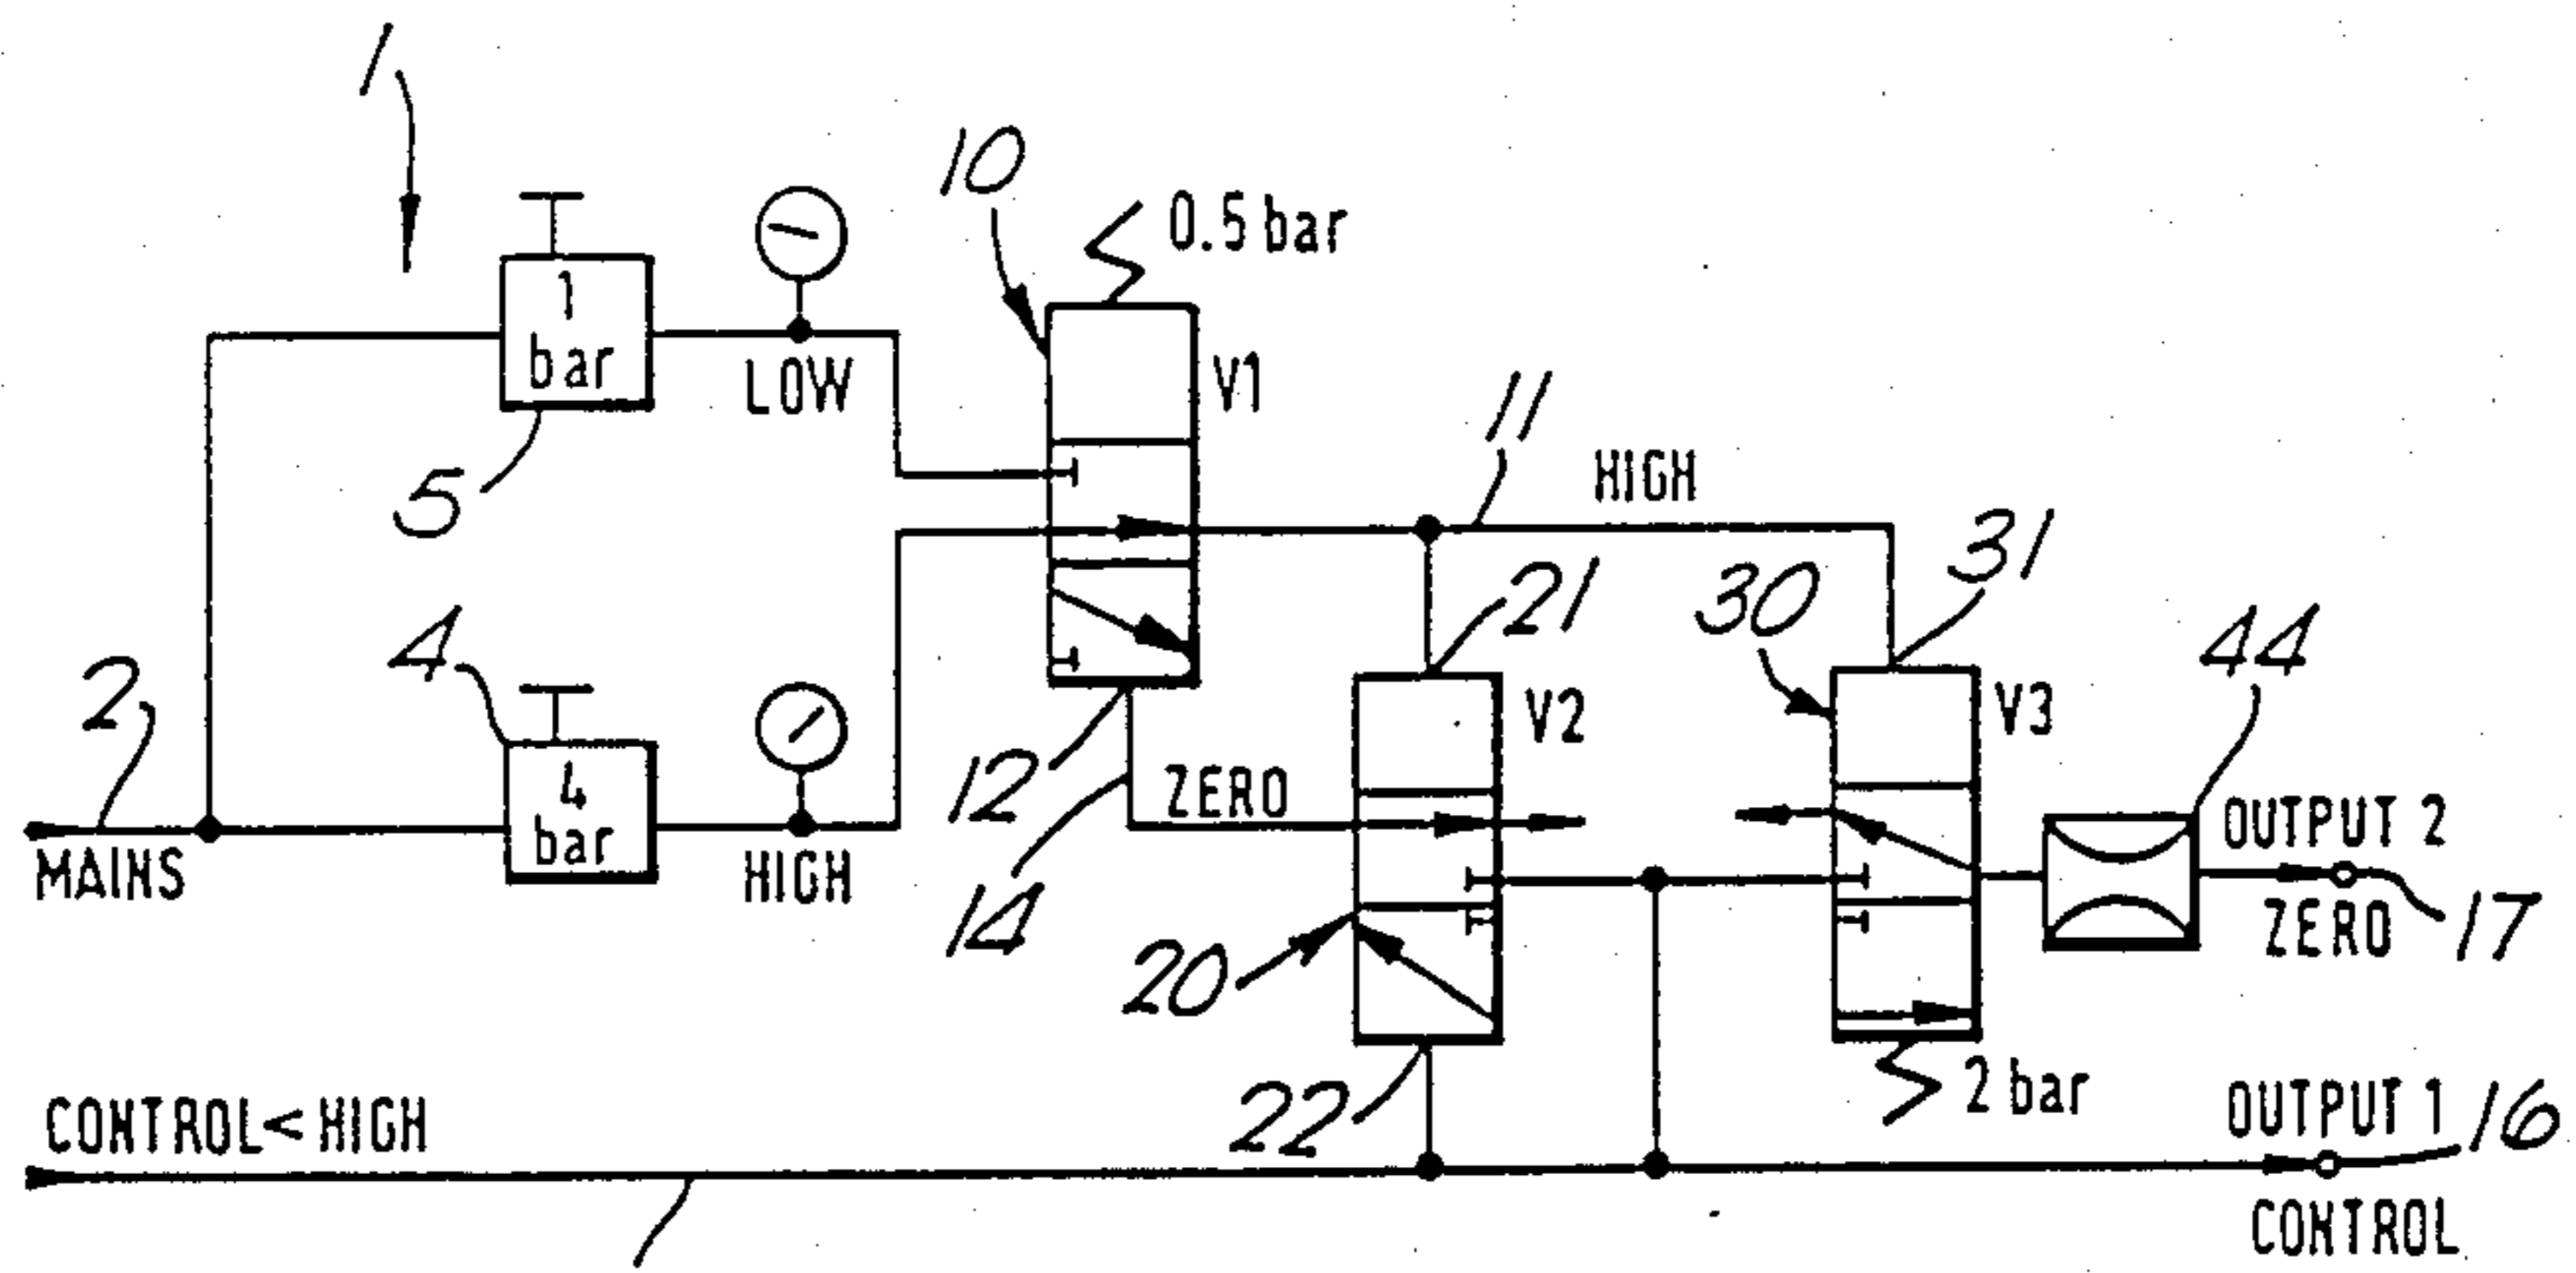 1
10
0.5 bar
1
bar
LOW
V1
5
11
HIGH
31
21
30
44
4
2
V2
V3
4
bar
12
ZERO
OUTPUT 2
MAINS
HIGH
14
ZERO
17
20
22
2 bar
CONTROL< HIGH
OUTPUT 1
16
CONTROL